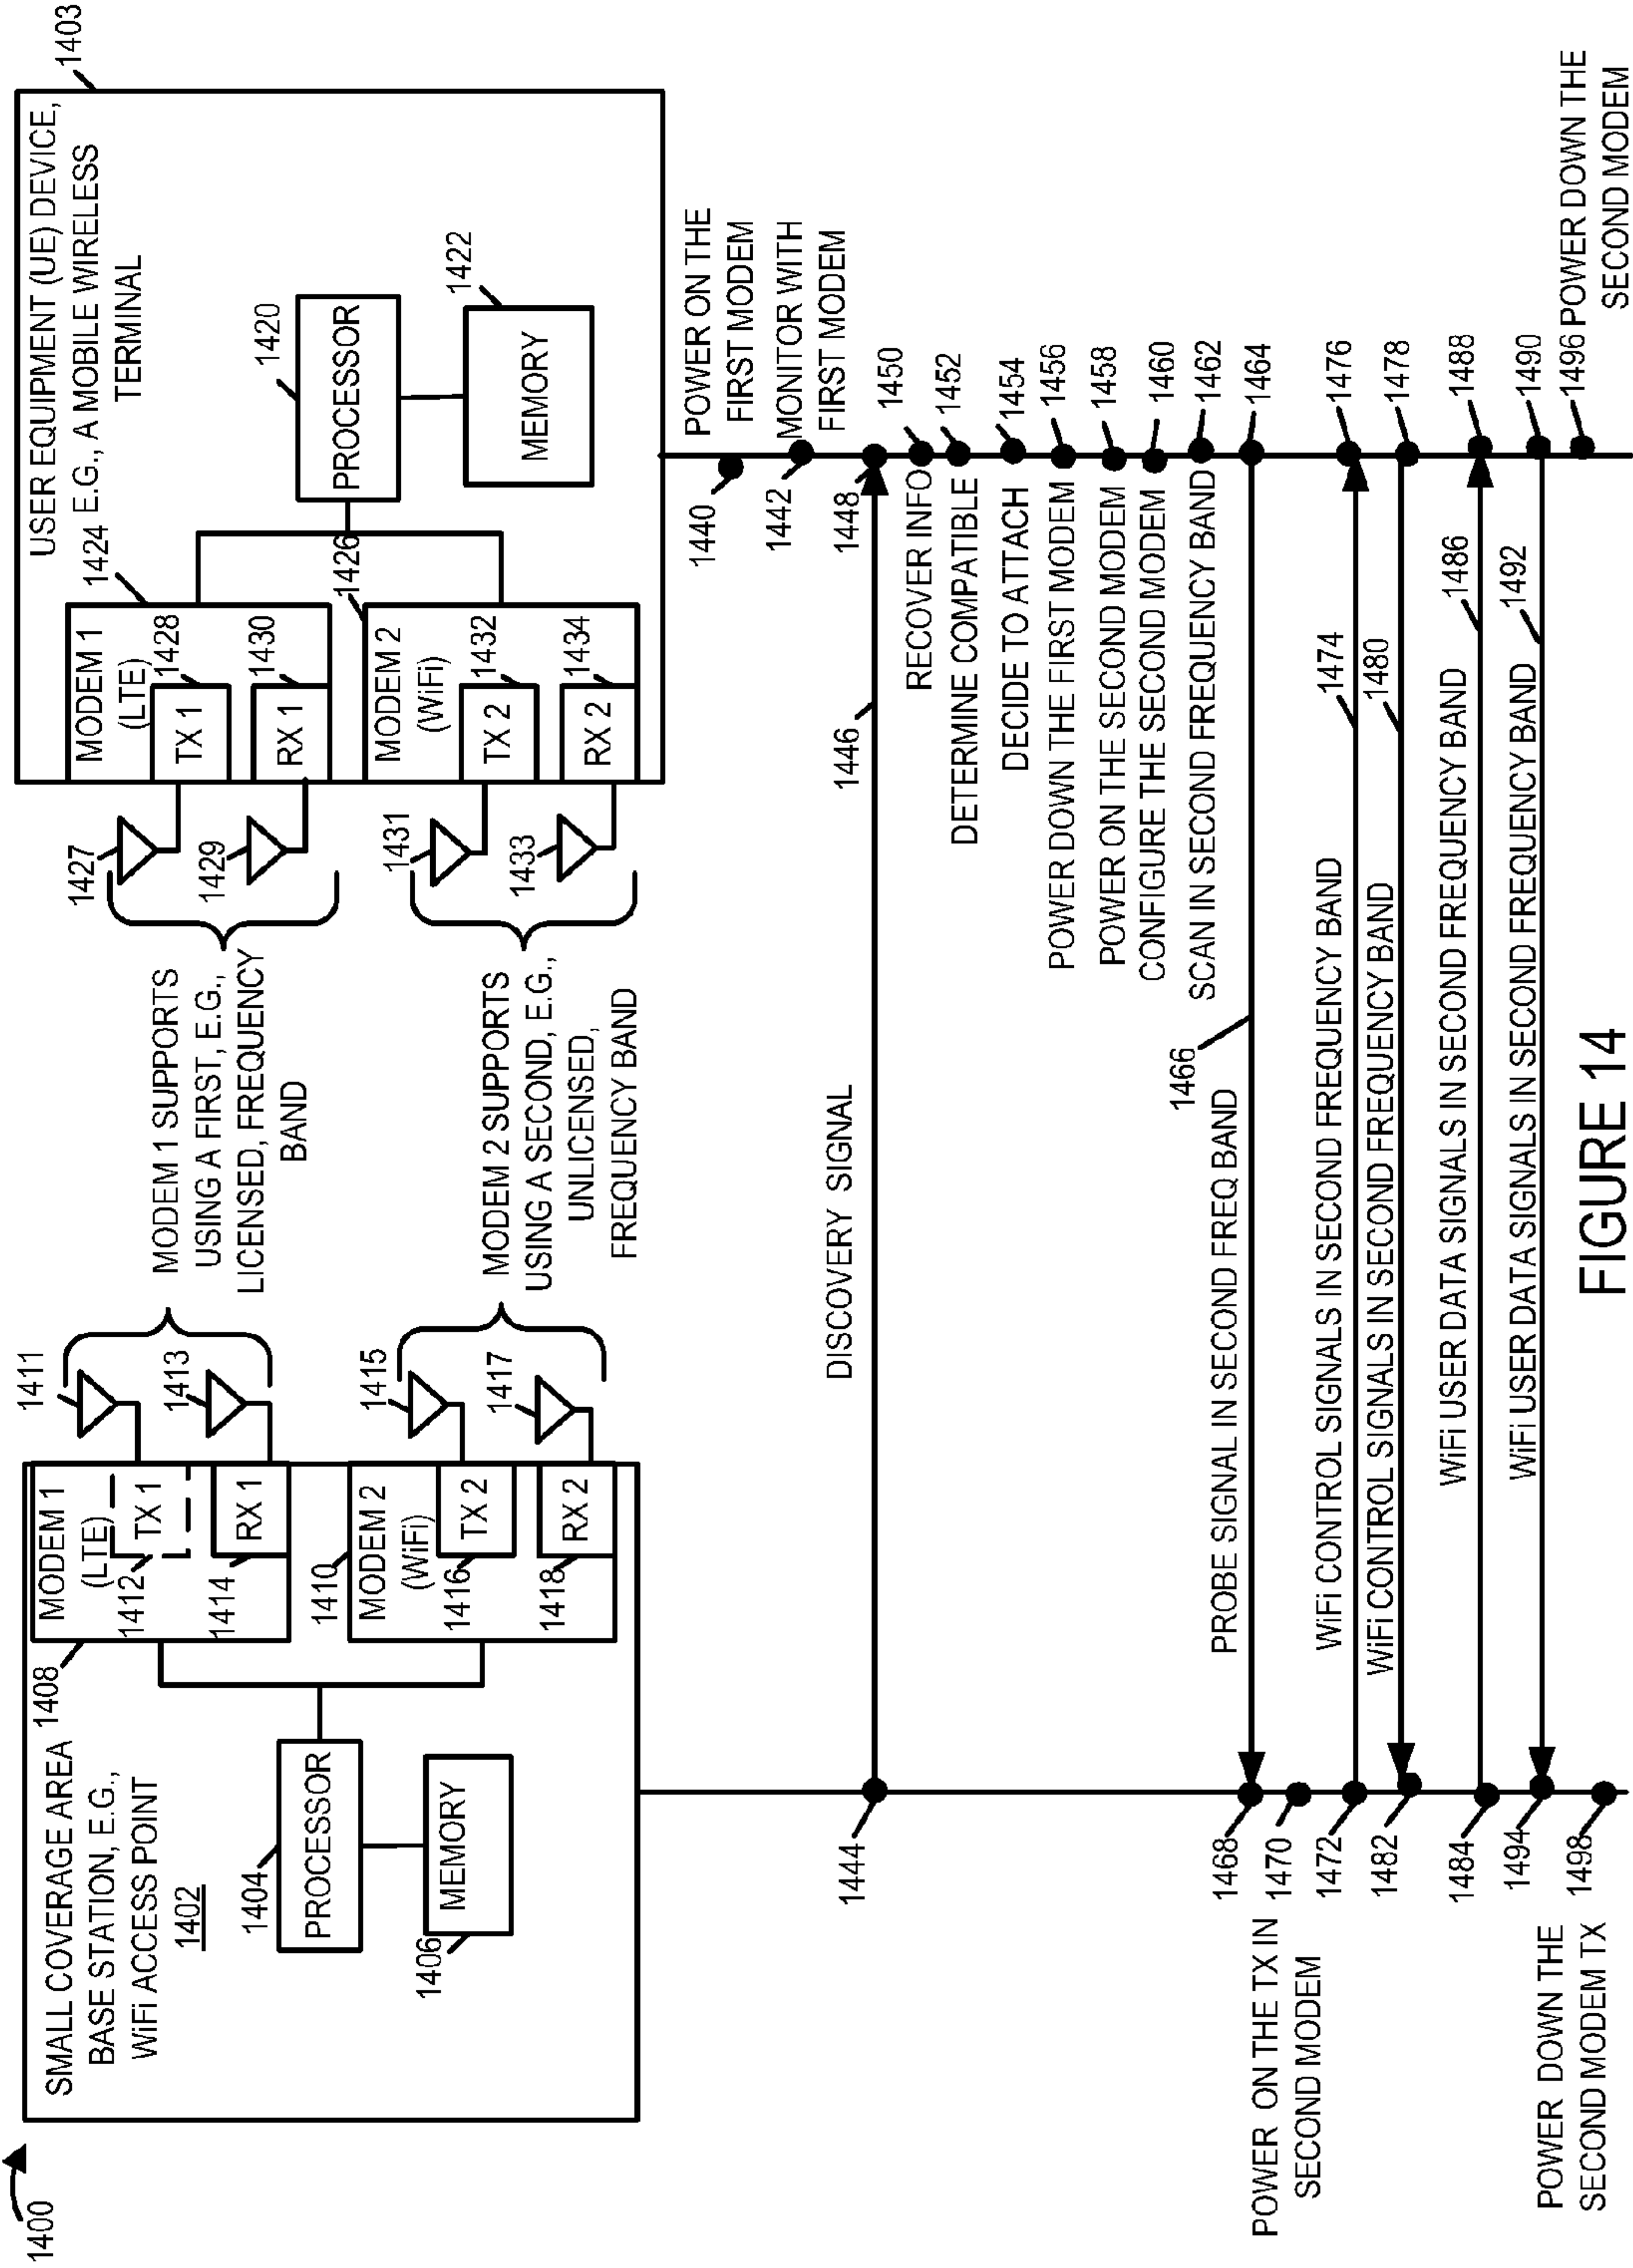 1400
SMALL COVERAGE AREA
BASE STATION, E.G.,
WiFi ACCESS POINT
1402
1404
PROCESSOR
1406
MEMORY
1408
MODEM 1
(LTE)
1412
TX 1
1414
RX 1
1410
MODEM 2
(WiFi)
1416
TX 2
1418
RX 2
1411
1413
1415
1417
MODEM 1 SUPPORTS
USING A FIRST, E.G.,
LICENSED, FREQUENCY
BAND
MODEM 2 SUPPORTS
USING A SECOND, E.G.,
UNLICENSED,
FREQUENCY BAND
1427
1429
1431
1433
USER EQUIPMENT (UE) DEVICE,
E.G., A MOBILE WIRELESS
TERMINAL
1403
1424
MODEM 1
(LTE)
1428
TX 1
1430
RX 1
1426
MODEM 2
(WiFi)
1432
TX 2
1434
RX 2
1420
PROCESSOR
1422
MEMORY
1440
POWER ON THE
FIRST MODEM
1442
MONITOR WITH
FIRST MODEM
1444
DISCOVERY SIGNAL
1446
1448
RECOVER INFO
1450
DETERMINE COMPATIBLE
1452
DECIDE TO ATTACH
1454
POWER DOWN THE FIRST MODEM
1456
POWER ON THE SECOND MODEM
1458
CONFIGURE THE SECOND MODEM
1460
SCAN IN SECOND FREQUENCY BAND
1462
1464
1466
PROBE SIGNAL IN SECOND FREQ BAND
1468
POWER ON THE TX IN
SECOND MODEM
1470
1472
WiFi CONTROL SIGNALS IN SECOND FREQUENCY BAND
1474
1476
1478
WiFi CONTROL SIGNALS IN SECOND FREQUENCY BAND
1480
1482
1484
WiFi USER DATA SIGNALS IN SECOND FREQUENCY BAND
1486
1488
1490
WiFi USER DATA SIGNALS IN SECOND FREQUENCY BAND
1492
1494
1496 POWER DOWN THE
SECOND MODEM
POWER DOWN THE
SECOND MODEM TX
1498
FIGURE 14